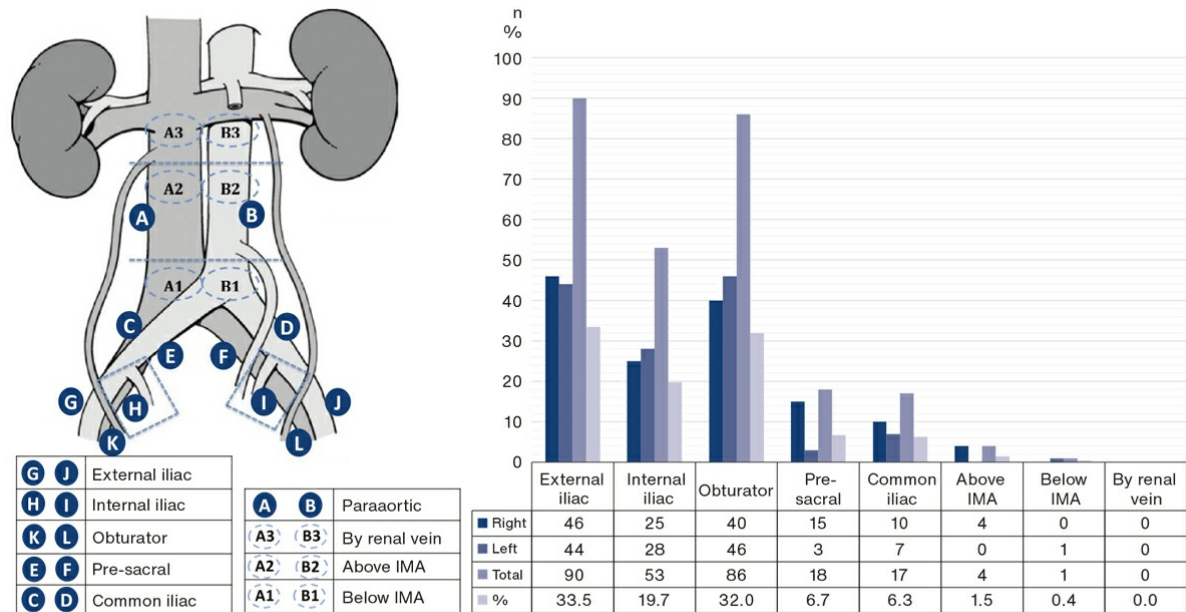 A3 B3
A2 B2
A B
A1 B1
C D
E F
G H I J
K L
G J External iliac
H I Internal iliac
K L Obturator
E F Pre-sacral
C D Common iliac
A B Paraaortic
A3 B3 By renal vein
A2 B2 Above IMA
A1 B1 Below IMA
n
%
100
90
80
70
60
50
40
30
20
10
0
External iliac Internal iliac Obturator Pre-sacral Common iliac Above IMA Below IMA By renal vein
Right 46 25 40 15 10 4 0 0
Left 44 28 46 3 7 0 1 0
Total 90 53 86 18 17 4 1 0
% 33.5 19.7 32.0 6.7 6.3 1.5 0.4 0.0